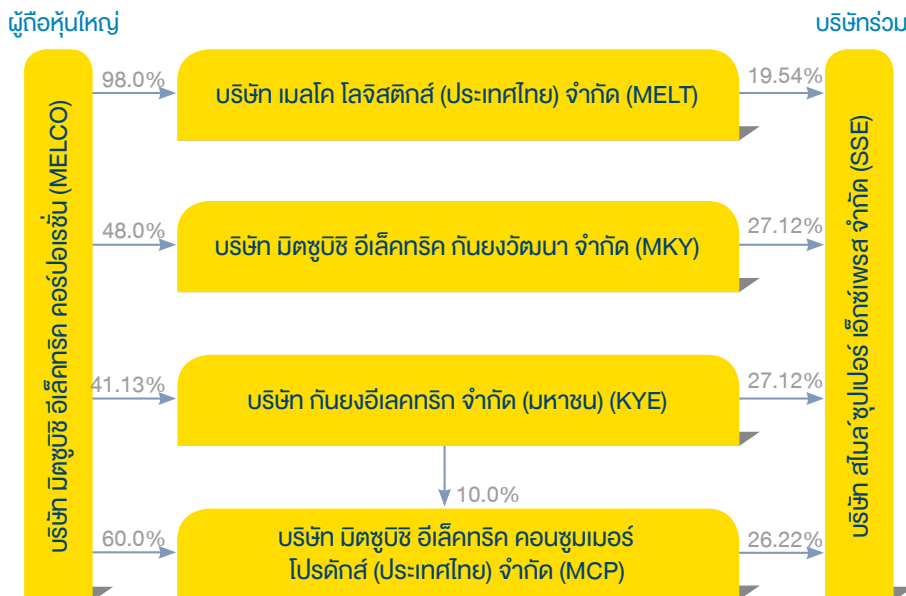 ผู้ถือหุ้นใหญ่
บริษัทร่วม
บริษัท มิตซูบิชิ อีเล็คทริค คอร์ปอเรชั่น (MELCO)
98.0%
บริษัท เมลโค โลจิสติกส์ (ประเทศไทย) จำกัด (MELT)
19.54%
48.0%
บริษัท มิตซูบิชิ อีเล็คทริค กันยงวัฒนา จำกัด (MKY)
27.12%
41.13%
บริษัท กันยงอีเลคทริก จำกัด (มหาชน) (KYE)
27.12%
10.0%
60.0%
บริษัท มิตซูบิชิ อีเล็คทริค คอนซูมเมอร์
โปรดักส์ (ประเทศไทย) จำกัด (MCP)
26.22%
บริษัท สไมล์ ซุปเปอร์ เอ็กซ์เพรส จำกัด (SSE)